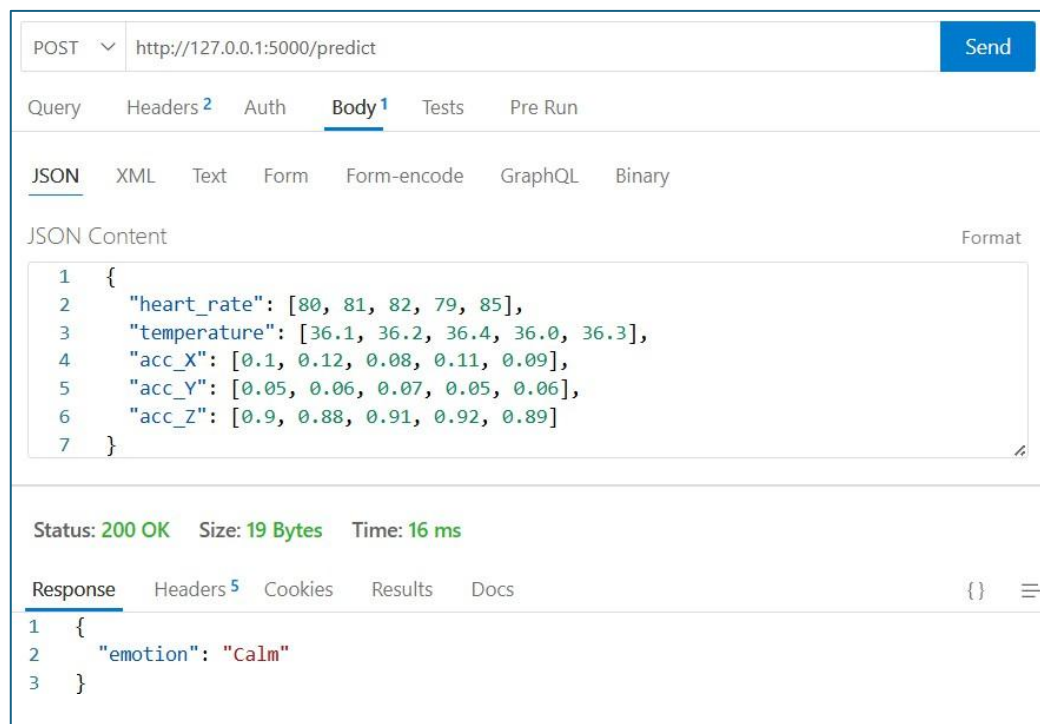 POST http://127.0.0.1:5000/predict Send
Query Headers 2 Auth Body 1 Tests Pre Run
JSON XML Text Form Form-encode GraphQL Binary
JSON Content Format
1 {
2 "heart_rate": [80, 81, 82, 79, 85],
3 "temperature": [36.1, 36.2, 36.4, 36.0, 36.3],
4 "acc_X": [0.1, 0.12, 0.08, 0.11, 0.09],
5 "acc_Y": [0.05, 0.06, 0.07, 0.05, 0.06],
6 "acc_Z": [0.9, 0.88, 0.91, 0.92, 0.89]
7 }
Status: 200 OK Size: 19 Bytes Time: 16 ms
Response Headers 5 Cookies Results Docs {}
1 {
2 "emotion": "Calm"
3 }